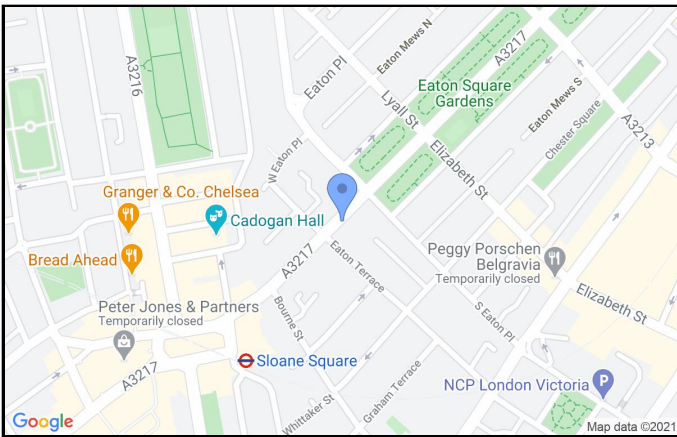 A3216
Eaton Pl
Eaton Mews N
A3217
Lyall St
Eaton Square
Gardens
Eaton Mews S
A3213
Chester Square
W Eaton Pl
Elizabeth St
Granger & Co. Chelsea
Cadogan Hall
Bread Ahead
A3217
Eaton Terrace
Peggy Porschen
Belgravia
Temporarily closed
Peter Jones & Partners
Temporarily closed
Bourne St
S Eaton Pl
Elizabeth St
Sloane Square
A3217
Graham Terrace
NCP London Victoria
P
Whittaker St
Google
Map data ©2021